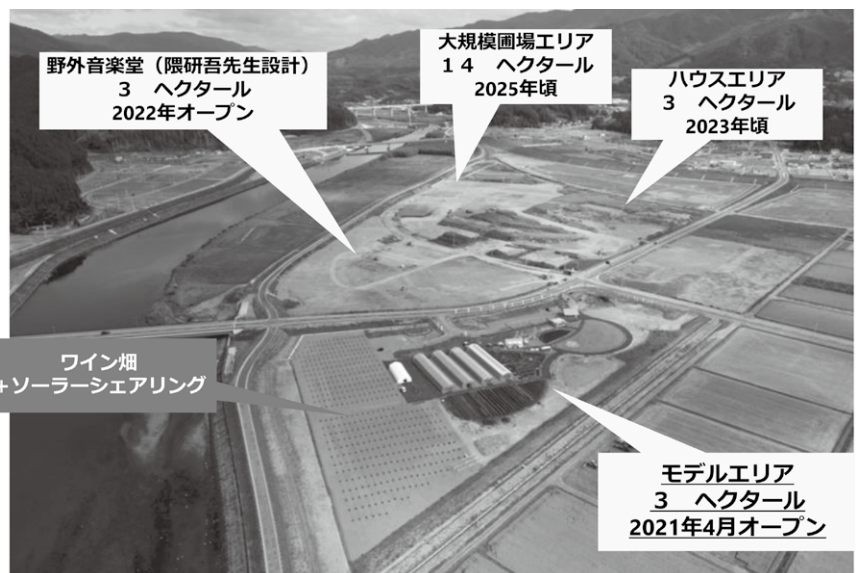 野外音楽堂（隈研吾先生設計）
３　ヘクタール
2022年オープン
大規模圃場エリア
１４　ヘクタール
2025年頃
ハウスエリア
３　ヘクタール
2023年頃
ワイン畑
＋ソーラーシェアリング
モデルエリア
３　ヘクタール
2021年4月オープン